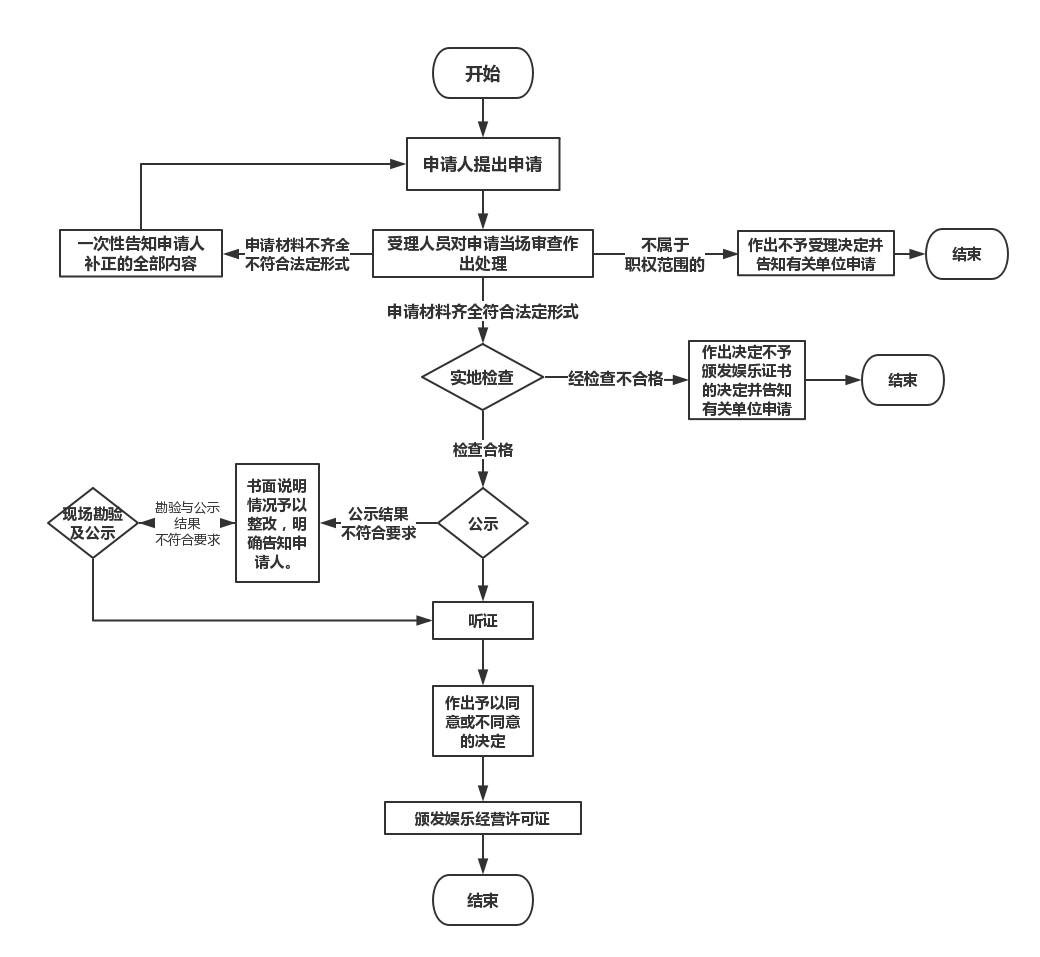 开始
申请人提出申请
一次性告知申请人
补正的全部内容
申请材料不齐全
不符合法定形式
受理人员对申请当场审查作
出处理
不属于
职权范围的
作出不予受理决定并
告知有关单位申请
结束
申请材料齐全符合法定形式
实地检查
经检查不合格
作出决定不予
颁发娱乐证书
的决定并告知
有关单位申请
结束
检查合格
现场勘验
及公示
勘验与公示
结果
不符合要求
书面说明
情况予以
整改，明
确告知申
请人。
公示结果
不符合要求
公示
听证
作出予以同
意或不同意
的决定
颁发娱乐经营许可证
结束